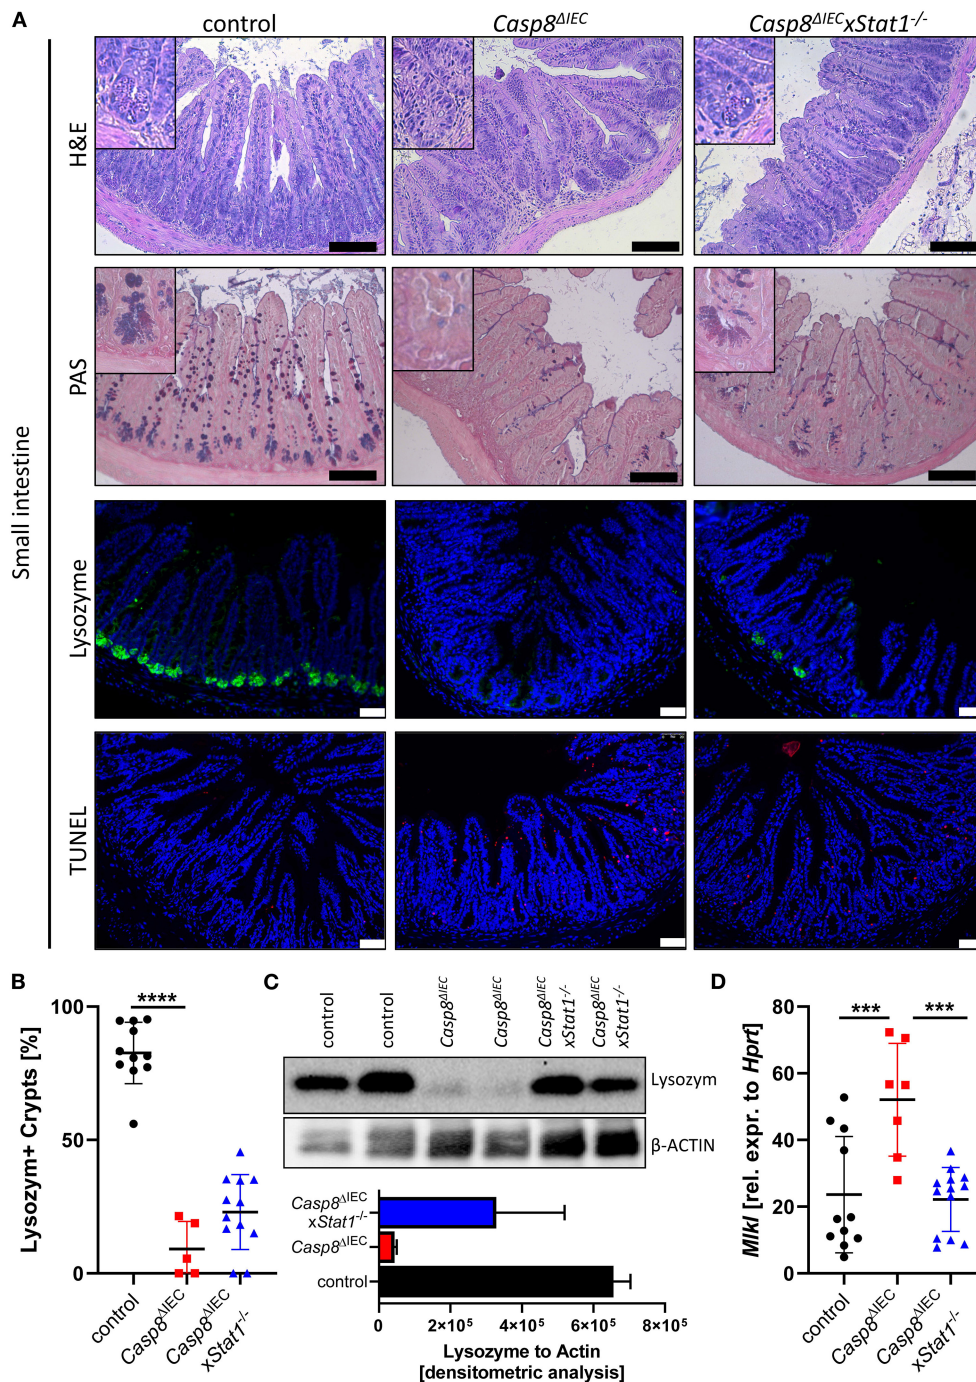 A
control
Casp8ΔIEC
Casp8ΔIECxStat1-/-
Small intestine
H&E
PAS
Lysozyme
TUNEL
B
Lysozym+ Crypts [%]
100
50
0
****
control
Casp8ΔIEC
Casp8ΔIEC
xStat1-/-
C
control
control
Casp8ΔIEC
Casp8ΔIEC
Casp8ΔIEC
xStat1-/-
Casp8ΔIEC
xStat1-/-
Lysozym
β-ACTIN
Casp8ΔIEC
xStat1-/-
Casp8ΔIEC
control
0
2×10⁵
4×10⁵
6×10⁵
8×10⁵
Lysozyme to Actin
[densitometric analysis]
D
Mlkl [rel. expr. to Hprt]
80
60
40
20
0
***
***
control
Casp8ΔIEC
Casp8ΔIEC
xStat1-/-